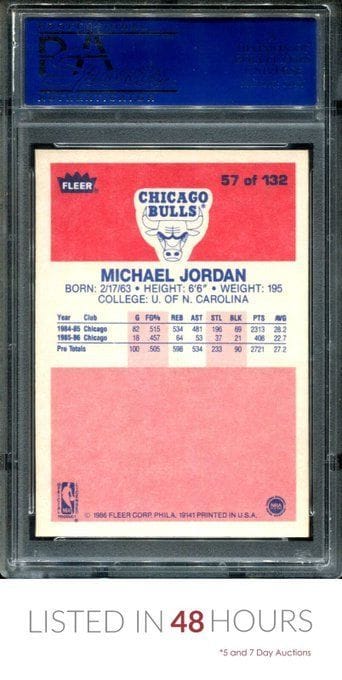 PSA
FLEER®
57 of 132
CHICAGO
BULLS®
MICHAEL JORDAN
BORN: 2/17/63 • HEIGHT: 6'6" • WEIGHT: 195
COLLEGE: U. OF N. CAROLINA
Year Club G FG% REB AST STL BLK PTS AVG
1984-85 Chicago 82 .515 534 481 196 69 2313 28.2
1985-86 Chicago 18 .457 64 53 37 21 408 22.7
Pro Totals 100 .505 598 534 233 90 2721 27.2
NBA
© 1986 FLEER CORP. PHILA. 19141 PRINTED IN U.S.A.
LISTED IN 48 HOURS
*5 and 7 Day Auctions